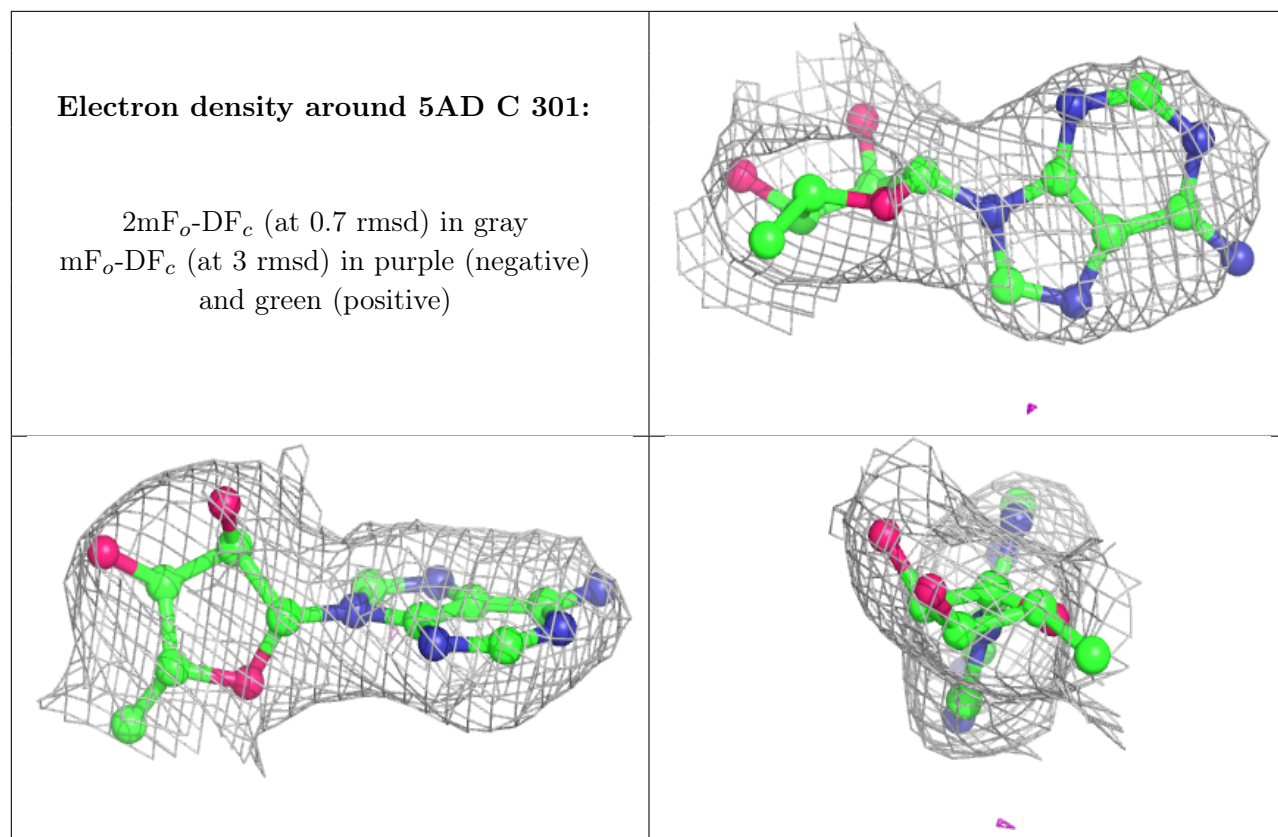 Electron density around 5AD C 301:
2mFₒ-DF𝒸 (at 0.7 rmsd) in gray
mFₒ-DF𝒸 (at 3 rmsd) in purple (negative)
and green (positive)